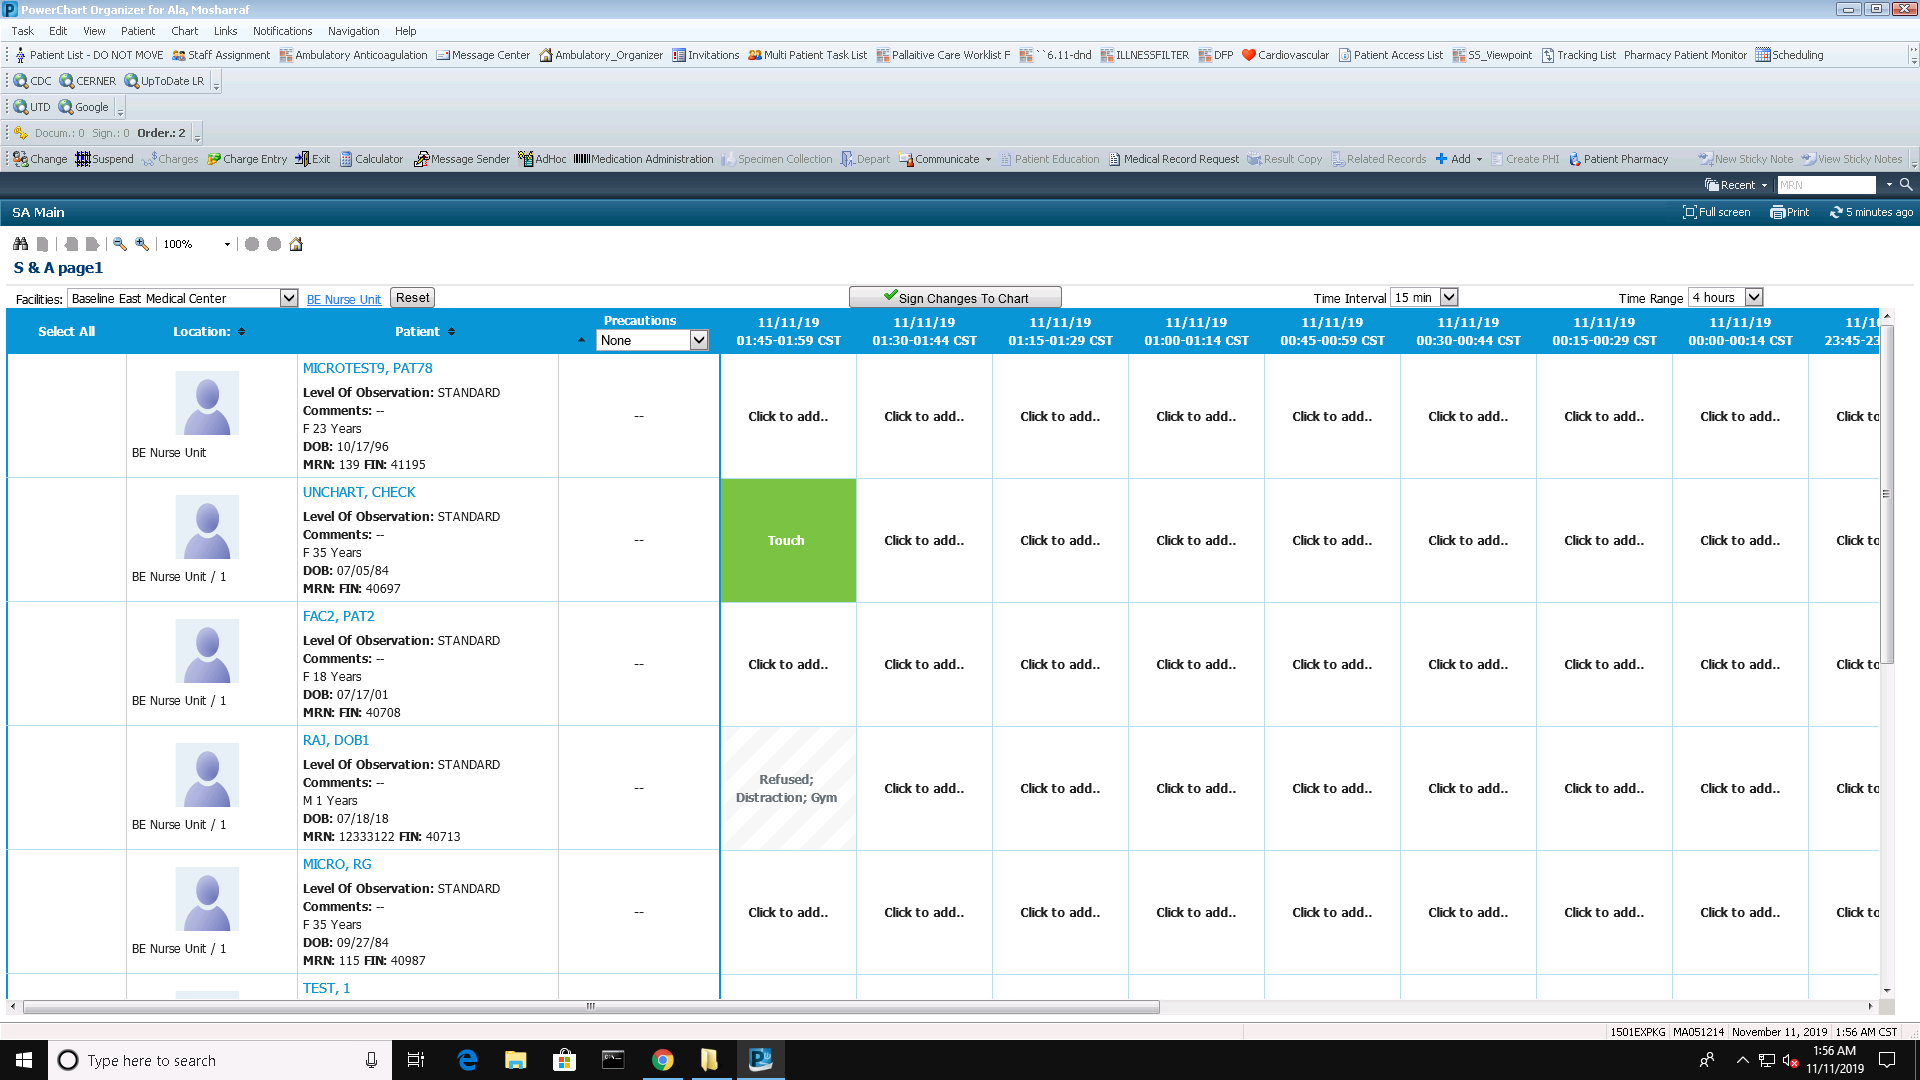 PowerChart Organizer for Ala, Mosharraf
Task Edit View Patient Chart Links Notifications Navigation Help
Patient List - DO NOT MOVE Staff Assignment Ambulatory Anticoagulation Message Center Ambulatory_Organizer Invitations Multi Patient Task List Pallaitive Care Worklist F ``6.11-dnd ILLNESSFILTER DFP Cardiovascular Patient Access List SS_Viewpoint Tracking List Pharmacy Patient Monitor Scheduling
CDC CERNER UpToDate LR
UTD Google
Docum.: 0 Sign.: 0 Order.: 2
Change Suspend Charges Charge Entry Exit Calculator Message Sender AdHoc Medication Administration Specimen Collection Depart Communicate Patient Education Medical Record Request Result Copy Related Records Add Create PHI Patient Pharmacy New Sticky Note View Sticky Notes
Recent MRN
SA Main Full screen Print 5 minutes ago
100%
S & A page1
Facilities: Baseline East Medical Center BE Nurse Unit Reset Sign Changes To Chart Time Interval 15 min Time Range 4 hours
Select All Location: Patient Precautions None
11/11/19 11/11/19 11/11/19 11/11/19 11/11/19 11/11/19 11/11/19 11/11/19 11/1
01:45-01:59 CST 01:30-01:44 CST 01:15-01:29 CST 01:00-01:14 CST 00:45-00:59 CST 00:30-00:44 CST 00:15-00:29 CST 00:00-00:14 CST 23:45-23
MICROTEST9, PAT78
Level Of Observation: STANDARD
Comments: --
F 23 Years
DOB: 10/17/96
MRN: 139 FIN: 41195
BE Nurse Unit
--
Click to add.. Click to add.. Click to add.. Click to add.. Click to add.. Click to add.. Click to add.. Click to add.. Click to
UNCHART, CHECK
Level Of Observation: STANDARD
Comments: --
F 35 Years
DOB: 07/05/84
MRN: FIN: 40697
BE Nurse Unit / 1
--
Touch Click to add.. Click to add.. Click to add.. Click to add.. Click to add.. Click to add.. Click to add.. Click to
FAC2, PAT2
Level Of Observation: STANDARD
Comments: --
F 18 Years
DOB: 07/17/01
MRN: FIN: 40708
BE Nurse Unit / 1
--
Click to add.. Click to add.. Click to add.. Click to add.. Click to add.. Click to add.. Click to add.. Click to add.. Click to
RAJ, DOB1
Level Of Observation: STANDARD
Comments: --
M 1 Years
DOB: 07/18/18
MRN: 12333122 FIN: 40713
BE Nurse Unit / 1
--
Refused;
Distraction; Gym
Click to add.. Click to add.. Click to add.. Click to add.. Click to add.. Click to add.. Click to add.. Click to
MICRO, RG
Level Of Observation: STANDARD
Comments: --
F 35 Years
DOB: 09/27/84
MRN: 115 FIN: 40987
BE Nurse Unit / 1
--
Click to add.. Click to add.. Click to add.. Click to add.. Click to add.. Click to add.. Click to add.. Click to add.. Click to
TEST, 1
1501EXPKG MA051214 November 11, 2019 1:56 AM CST
Type here to search
1:56 AM
11/11/2019